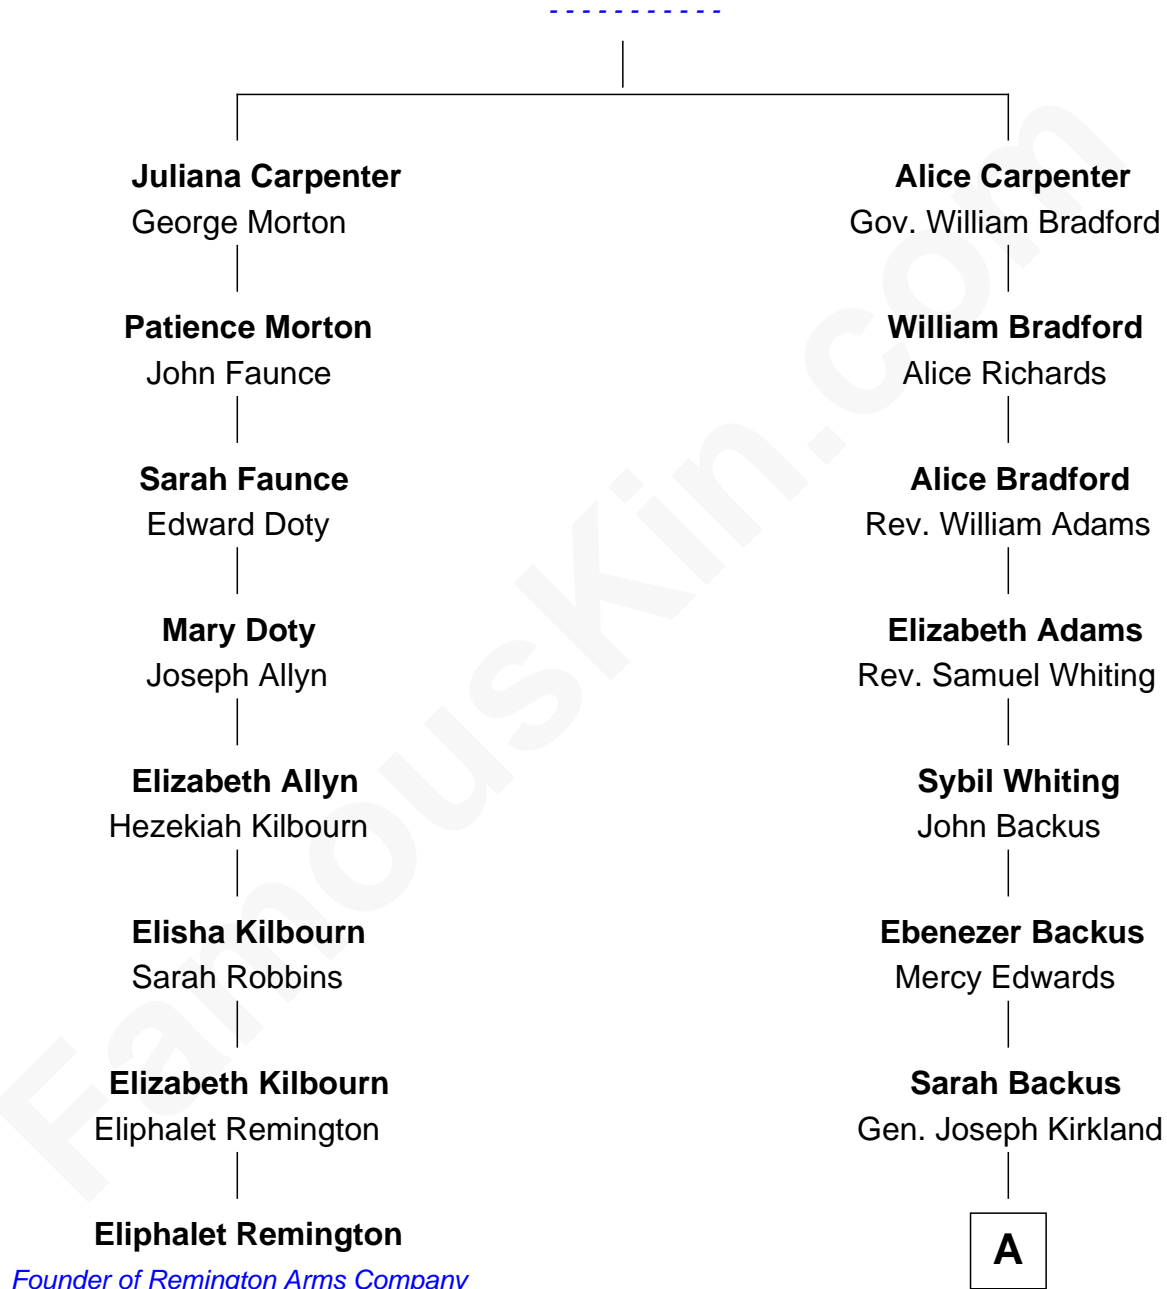 - - - - - - - - - - -
Juliana Carpenter
George Morton
Alice Carpenter
Gov. William Bradford
Patience Morton
John Faunce
William Bradford
Alice Richards
Sarah Faunce
Edward Doty
Alice Bradford
Rev. William Adams
Mary Doty
Joseph Allyn
Elizabeth Adams
Rev. Samuel Whiting
Elizabeth Allyn
Hezekiah Kilbourn
Sybil Whiting
John Backus
Elisha Kilbourn
Sarah Robbins
Ebenezer Backus
Mercy Edwards
Elizabeth Kilbourn
Eliphalet Remington
Sarah Backus
Gen. Joseph Kirkland
Eliphalet Remington
Founder of Remington Arms Company
A
FamousKin.com